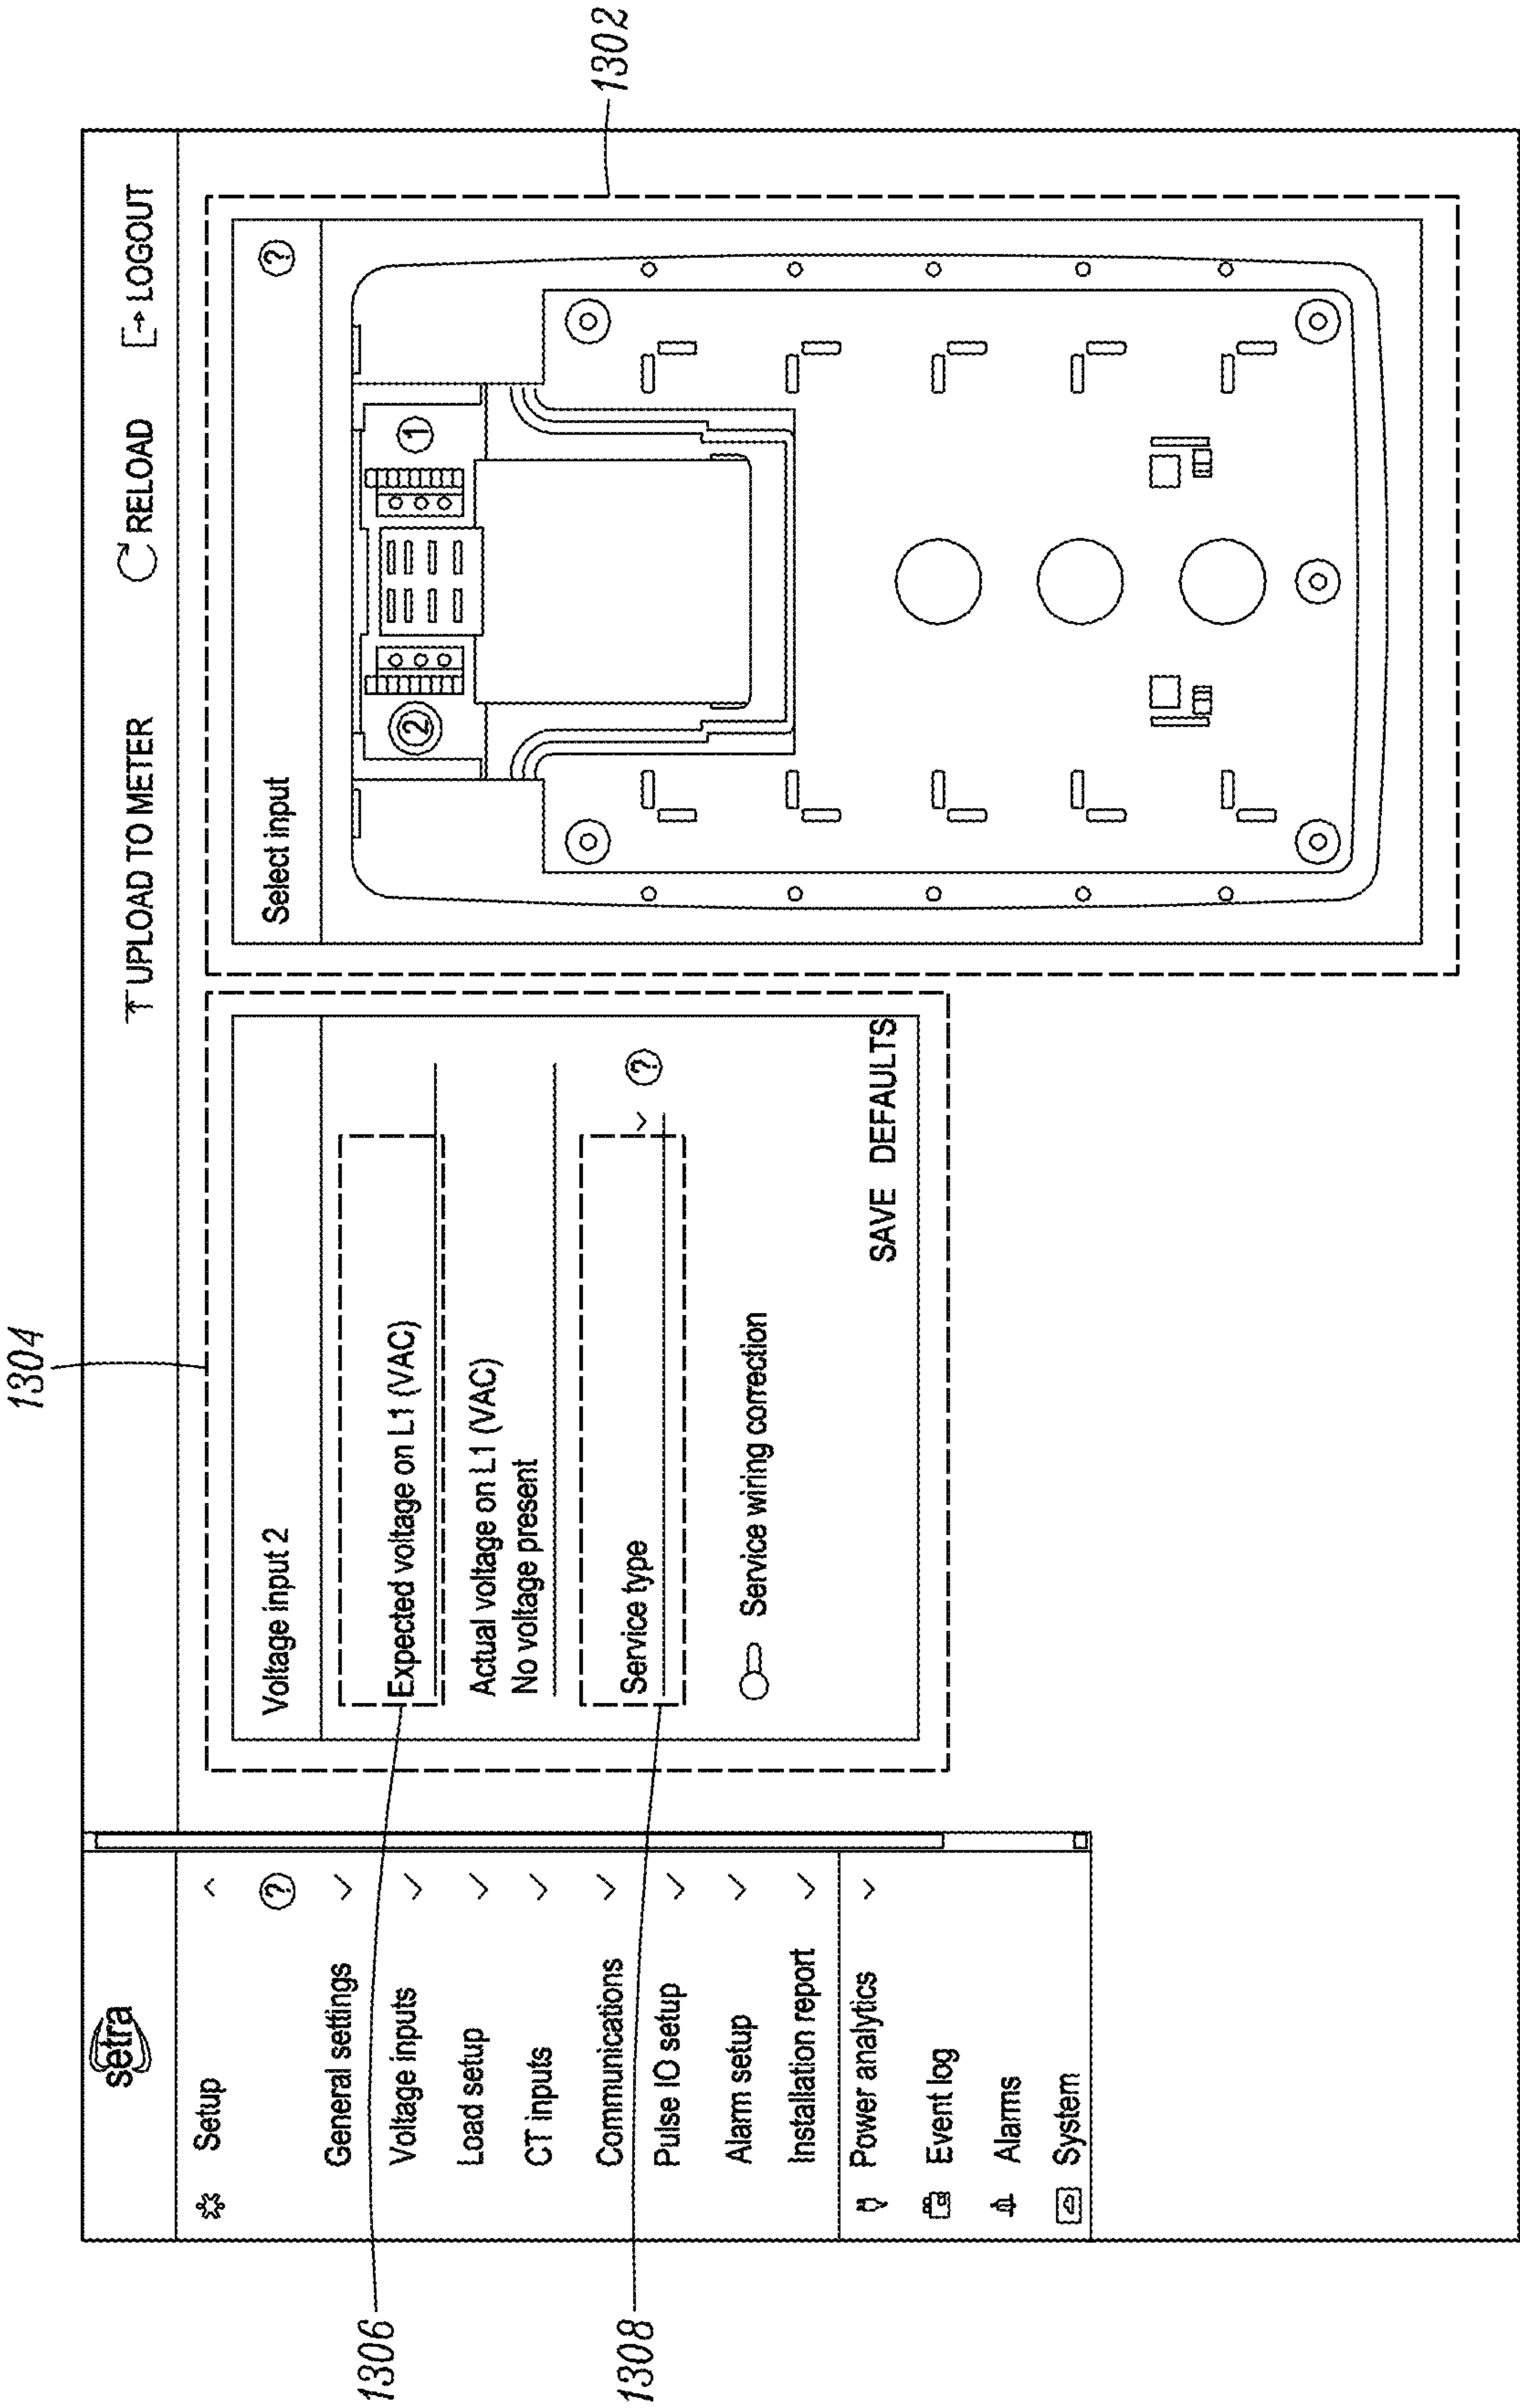 1304
1302
setra
UPLOAD TO METER
RELOAD
LOGOUT
Setup
?
General settings
Voltage inputs
Load setup
CT inputs
Communications
Pulse IO setup
Alarm setup
Installation report
Power analytics
Event log
Alarms
System
Voltage input 2
Expected voltage on L1 (VAC)
Actual voltage on L1 (VAC)
No voltage present
Service type
?
Service wiring correction
SAVE DEFAULTS
Select input
?
2
1
1306
1308